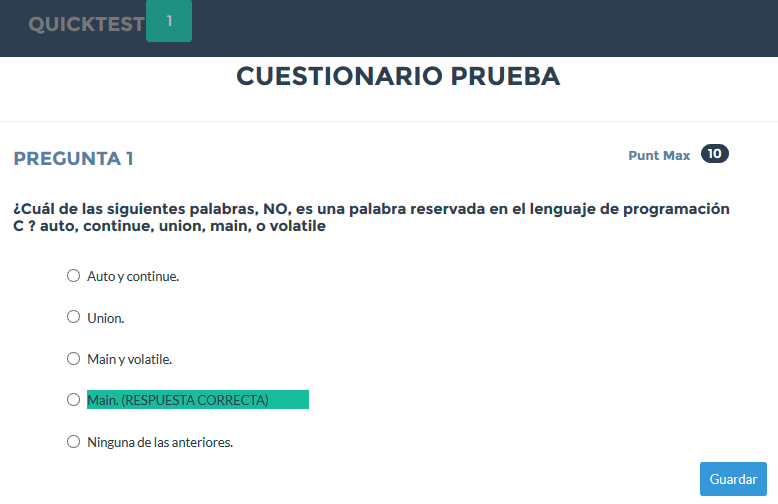 QUICKTEST 1
CUESTIONARIO PRUEBA
PREGUNTA 1
Punt Max 10
¿Cuál de las siguientes palabras, NO, es una palabra reservada en el lenguaje de programación
C ? auto, continue, union, main, o volatile
Auto y continue.
Union.
Main y volatile.
Main. (RESPUESTA CORRECTA)
Ninguna de las anteriores.
Guardar